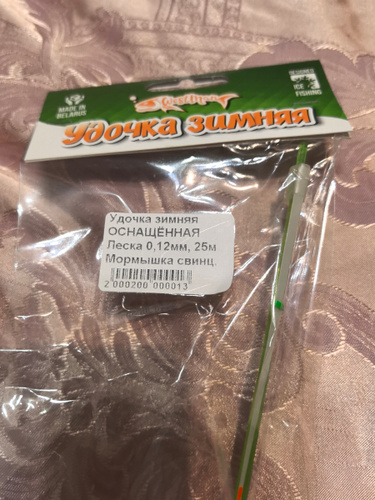 MADE IN
BELARUS
DESIGNED
ICE
FISHING
Удочка зимняя
Удочка зимняя
ОСНАЩЁННАЯ
Леска 0,12мм, 25м
Мормышка свинц.
2 000200 000013